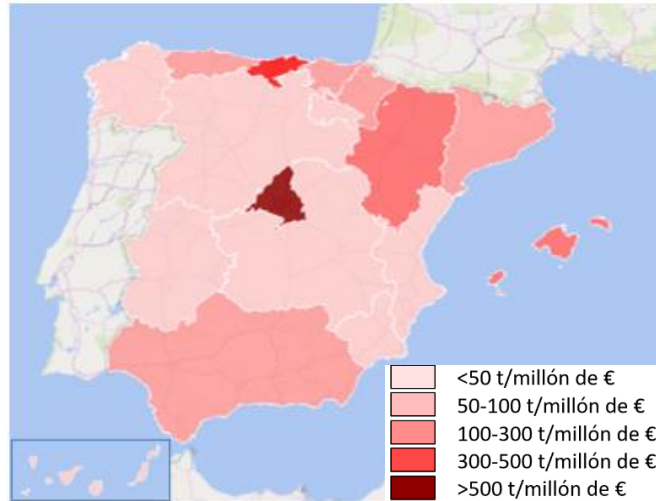 <50 t/millón de €
50-100 t/millón de €
100-300 t/millón de €
300-500 t/millón de €
>500 t/millón de €